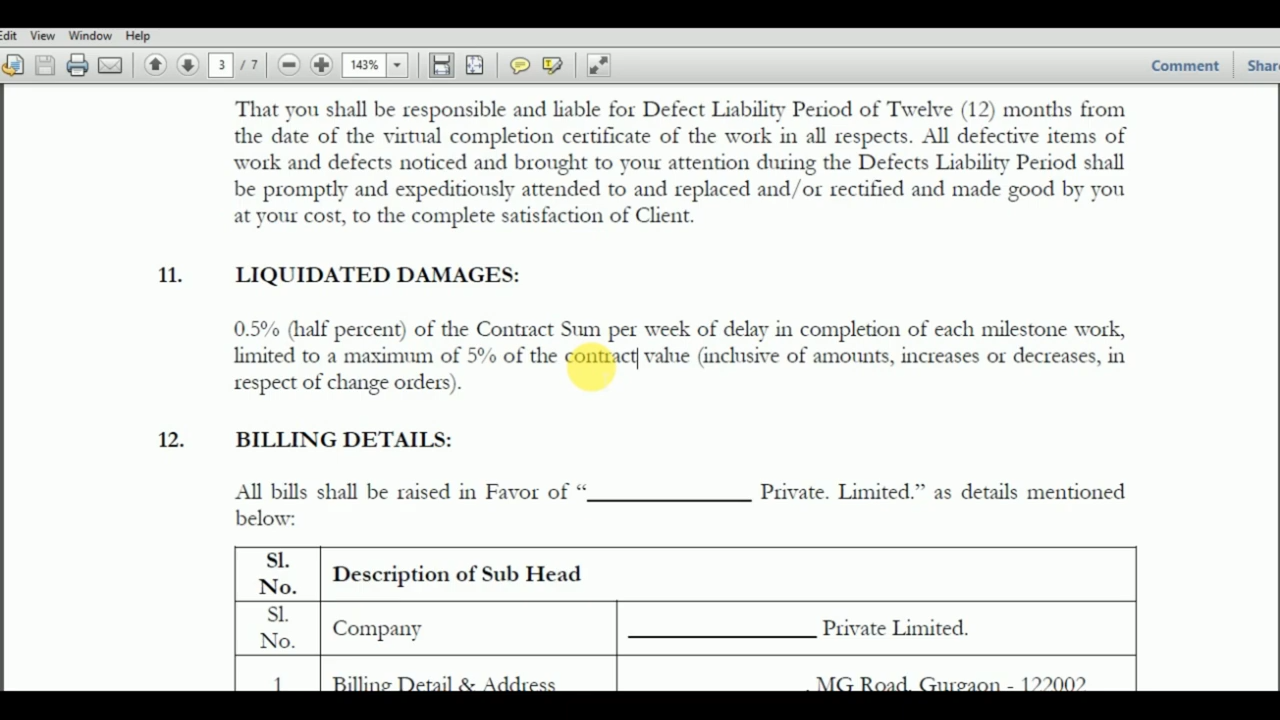 Edit View Window Help
3 / 7 143% Comment Share
That you shall be responsible and liable for Defect Liability Period of Twelve (12) months from
the date of the virtual completion certificate of the work in all respects. All defective items of
work and defects noticed and brought to your attention during the Defects Liability Period shall
be promptly and expeditiously attended to and replaced and/or rectified and made good by you
at your cost, to the complete satisfaction of Client.
11. LIQUIDATED DAMAGES:
0.5% (half percent) of the Contract Sum per week of delay in completion of each milestone work,
limited to a maximum of 5% of the contract value (inclusive of amounts, increases or decreases, in
respect of change orders).
12. BILLING DETAILS:
All bills shall be raised in Favor of “______________ Private. Limited.” as details mentioned
below:
Sl.
No.
Description of Sub Head
Sl.
No.
Company
________________ Private Limited.
1
Billing Detail & Address
, MG Road, Gurgaon - 122002